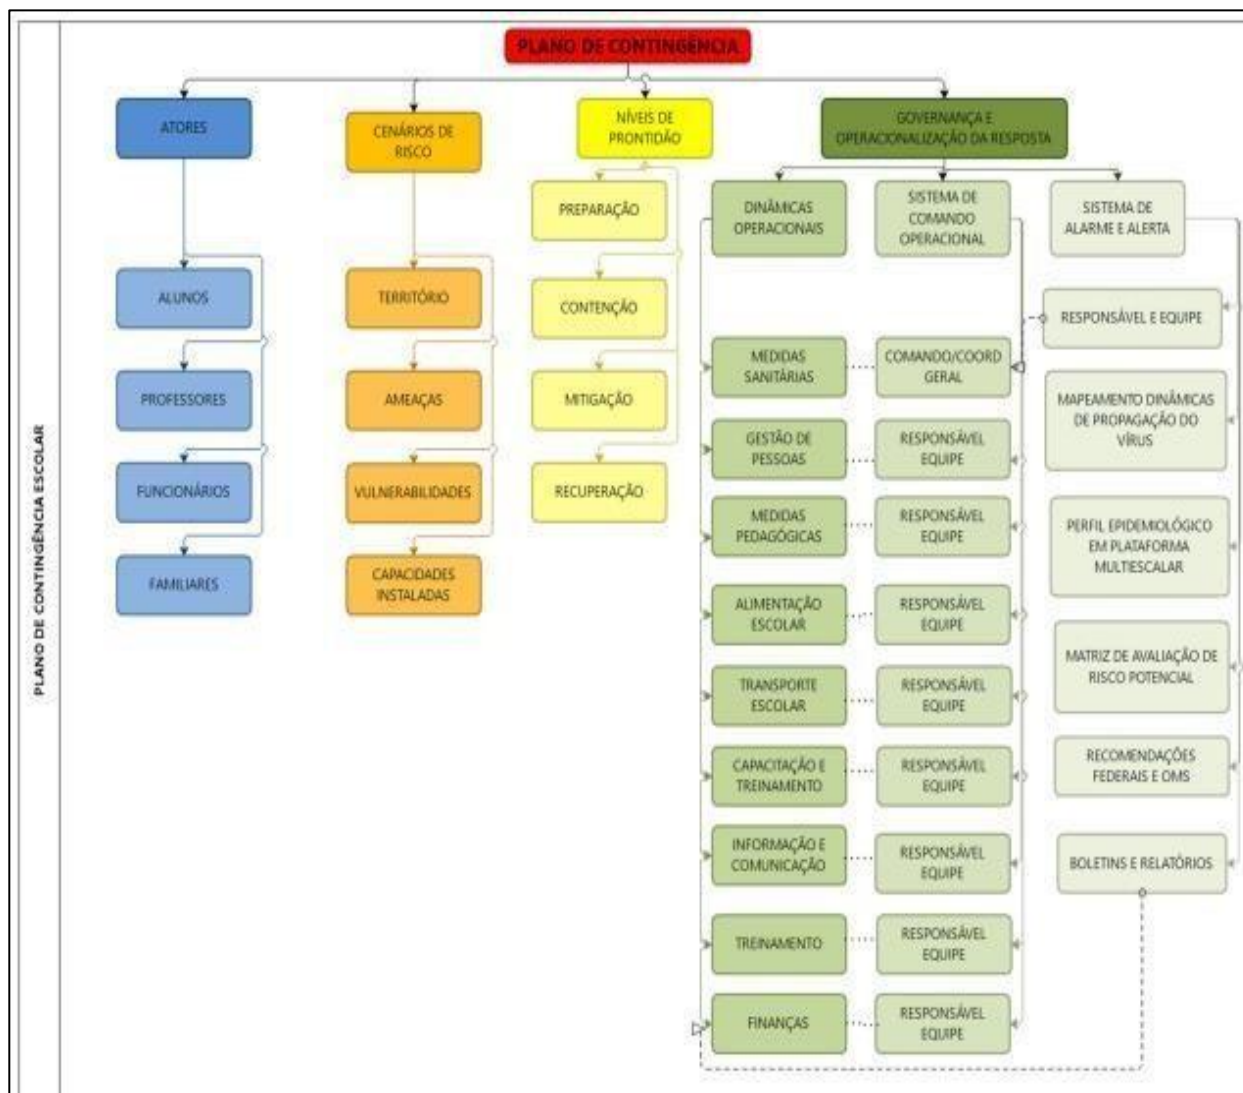 PLANO DE CONTINGÊNCIA ESCOLAR
PLANO DE CONTINGÊNCIA
ATORES
ALUNOS
PROFESSORES
FUNCIONÁRIOS
FAMILIARES
CENÁRIOS DE
RISCO
TERRITÓRIO
AMEAÇAS
VULNERABILIDADES
CAPACIDADES
INSTALADAS
NÍVEIS DE
PRONTIDÃO
PREPARAÇÃO
CONTENÇÃO
MITIGAÇÃO
RECUPERAÇÃO
GOVERNANÇA E
OPERACIONALIZAÇÃO DA RESPOSTA
DINÂMICAS
OPERACIONAIS
MEDIDAS
SANITÁRIAS
GESTÃO DE
PESSOAS
MEDIDAS
PEDAGÓGICAS
ALIMENTAÇÃO
ESCOLAR
TRANSPORTE
ESCOLAR
CAPACITAÇÃO E
TREINAMENTO
INFORMAÇÃO E
COMUNICAÇÃO
TREINAMENTO
FINANÇAS
SISTEMA DE
COMANDO
OPERACIONAL
COMANDO/COORD
GERAL
RESPONSÁVEL
EQUIPE
RESPONSÁVEL
EQUIPE
RESPONSÁVEL
EQUIPE
RESPONSÁVEL
EQUIPE
RESPONSÁVEL
EQUIPE
RESPONSÁVEL
EQUIPE
RESPONSÁVEL
EQUIPE
RESPONSÁVEL
EQUIPE
SISTEMA DE
ALARME E ALERTA
RESPONSÁVEL E EQUIPE
MAPEAMENTO DINÂMICAS
DE PROPAGAÇÃO DO
VÍRUS
PERFIL EPIDEMIOLÓGICO
EM PLATAFORMA
MULTIESCALAR
MATRIZ DE AVALIAÇÃO DE
RISCO POTENCIAL
RECOMENDAÇÕES
FEDERAIS E OMS
BOLETINS E RELATÓRIOS